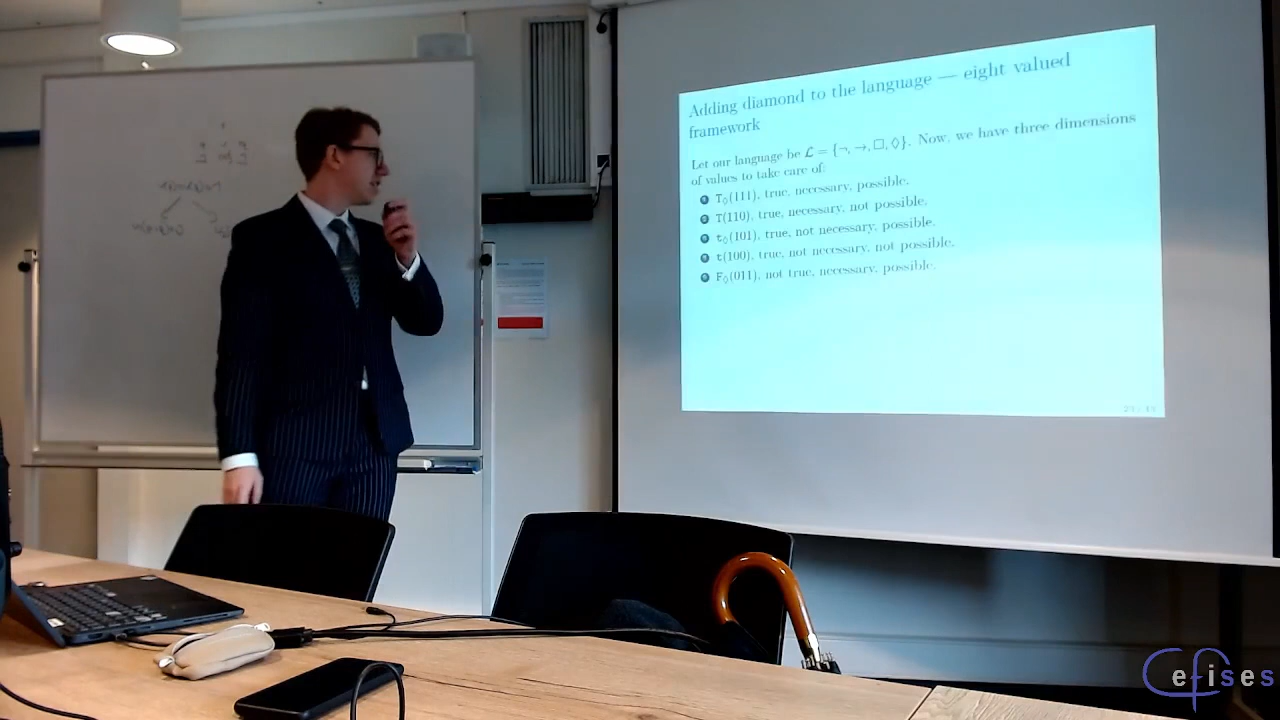 Adding diamond to the language — eight valued
framework
Let our language be ℒ = {¬, →, □, ◊}. Now, we have three dimensions
of values to take care of:
T◊(111), true, necessary, possible.
T(110), true, necessary, not possible.
t◊(101), true, not necessary, possible.
t(100), true, not necessary, not possible.
F◊(011), not true, necessary, possible.
efises